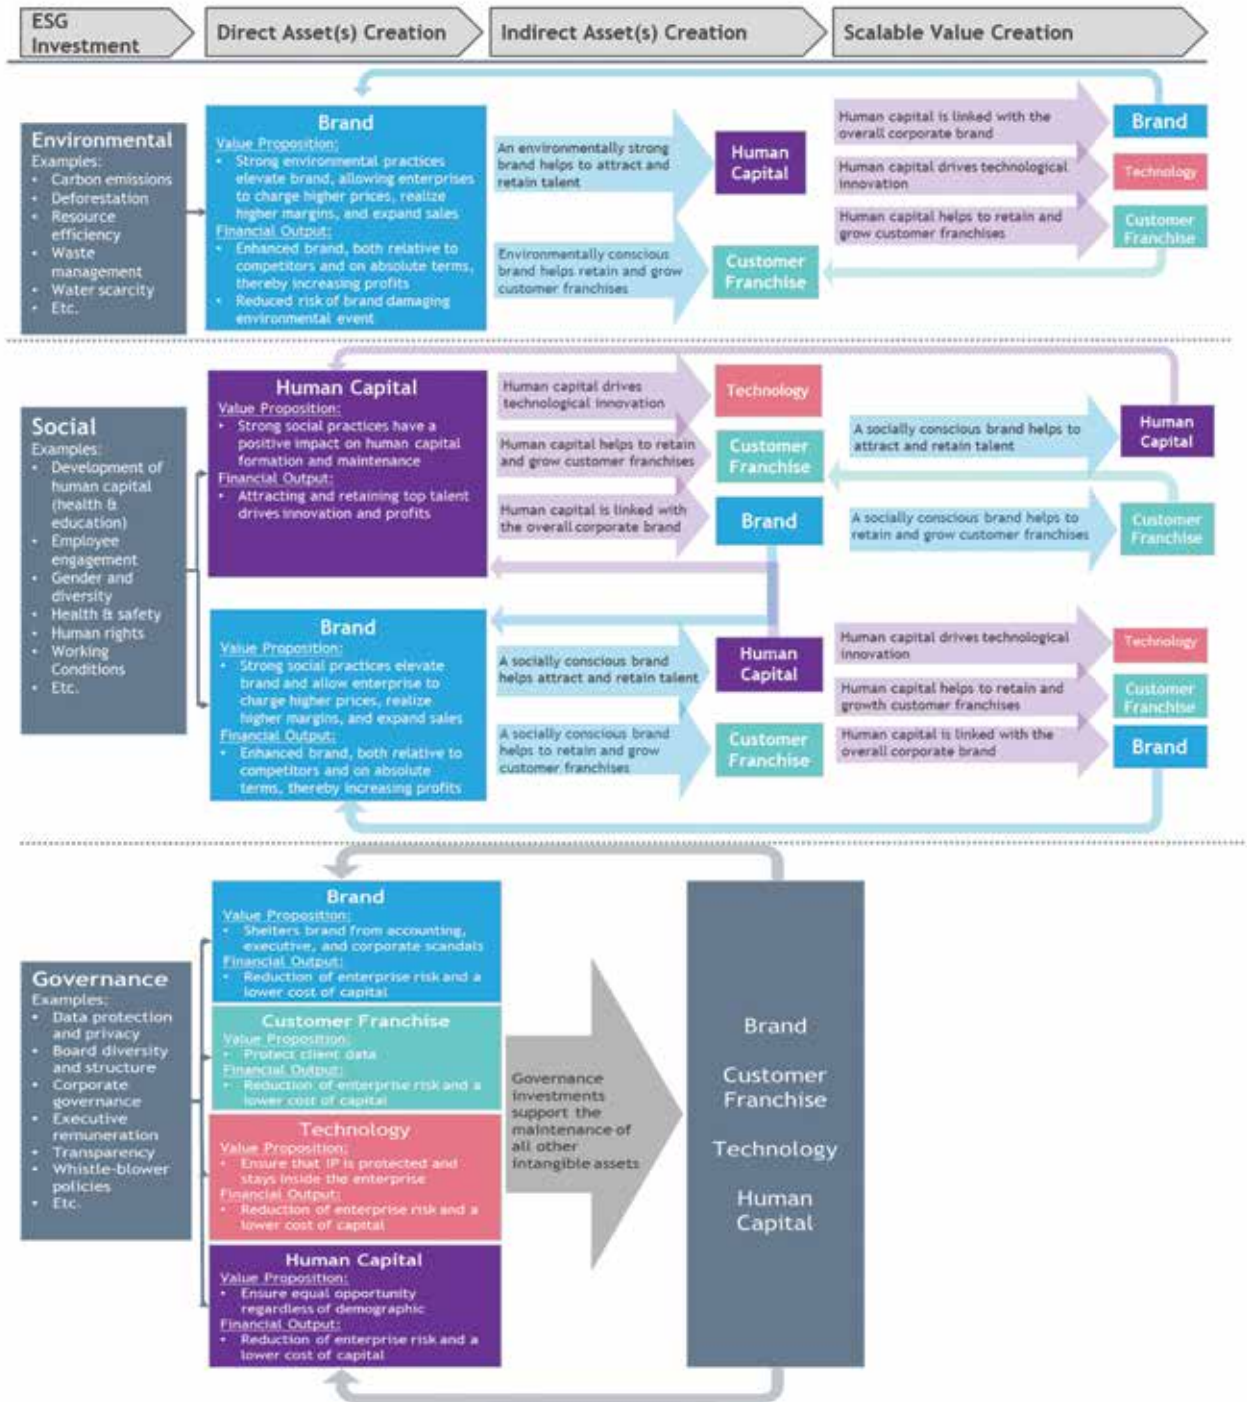 ESG
Investment
Direct Asset(s) Creation
Indirect Asset(s) Creation
Scalable Value Creation
Environmental
Examples:
• Carbon emissions
• Deforestation
• Resource
efficiency
• Waste
management
• Water scarcity
• Etc.
Brand
Value Proposition:
• Strong environmental practices
elevate brand, allowing enterprises
to charge higher prices, realize
higher margins, and expand sales
Financial Output:
• Enhanced brand, both relative to
competitors and on absolute terms,
thereby increasing profits
• Reduced risk of brand damaging
environmental event
An environmentally strong
brand helps to attract and
retain talent
Human
Capital
Environmentally conscious
brand helps retain and grow
customer franchises
Customer
Franchise
Human capital is linked with the
overall corporate brand
Brand
Human capital drives technological
innovation
Technology
Human capital helps to retain and
grow customer franchises
Customer
Franchise
Social
Examples:
• Development of
human capital
(health &
education)
• Employee
engagement
• Gender and
diversity
• Health & safety
• Human rights
• Working
Conditions
• Etc.
Human Capital
Value Proposition:
• Strong social practices have a
positive impact on human capital
formation and maintenance
Financial Output:
• Attracting and retaining top talent
drives innovation and profits
Human capital drives
technological innovation
Technology
Human capital helps to retain
and grow customer franchises
Customer
Franchise
Human capital is linked with
the overall corporate brand
Brand
A socially conscious brand helps to
attract and retain talent
Human
Capital
A socially conscious brand helps to
retain and grow customer franchises
Customer
Franchise
Brand
Value Proposition:
• Strong social practices elevate
brand and allow enterprise to
charge higher prices, realize
higher margins, and expand sales
Financial Output:
• Enhanced brand, both relative to
competitors and on absolute
terms, thereby increasing profits
A socially conscious brand
helps attract and retain talent
Human
Capital
A socially conscious brand
helps to retain and grow
customer franchises
Customer
Franchise
Human capital drives technological
innovation
Technology
Human capital helps to retain and
growth customer franchises
Customer
Franchise
Human capital is linked with the
overall corporate brand
Brand
Governance
Examples:
• Data protection
and privacy
• Board diversity
and structure
• Corporate
governance
• Executive
remuneration
• Transparency
• Whistle-blower
policies
• Etc.
Brand
Value Proposition:
• Shelters brand from accounting,
executive, and corporate scandals
Financial Output:
• Reduction of enterprise risk and a
lower cost of capital
Customer Franchise
Value Proposition:
• Protect client data
Financial Output:
• Reduction of enterprise risk and a
lower cost of capital
Technology
Value Proposition:
• Ensure that IP is protected and
stays inside the enterprise
Financial Output:
• Reduction of enterprise risk and a
lower cost of capital
Human Capital
Value Proposition:
• Ensure equal opportunity
regardless of demographic
Financial Output:
• Reduction of enterprise risk and a
lower cost of capital
Governance
investments
support the
maintenance of
all other
intangible assets
Brand
Customer
Franchise
Technology
Human
Capital